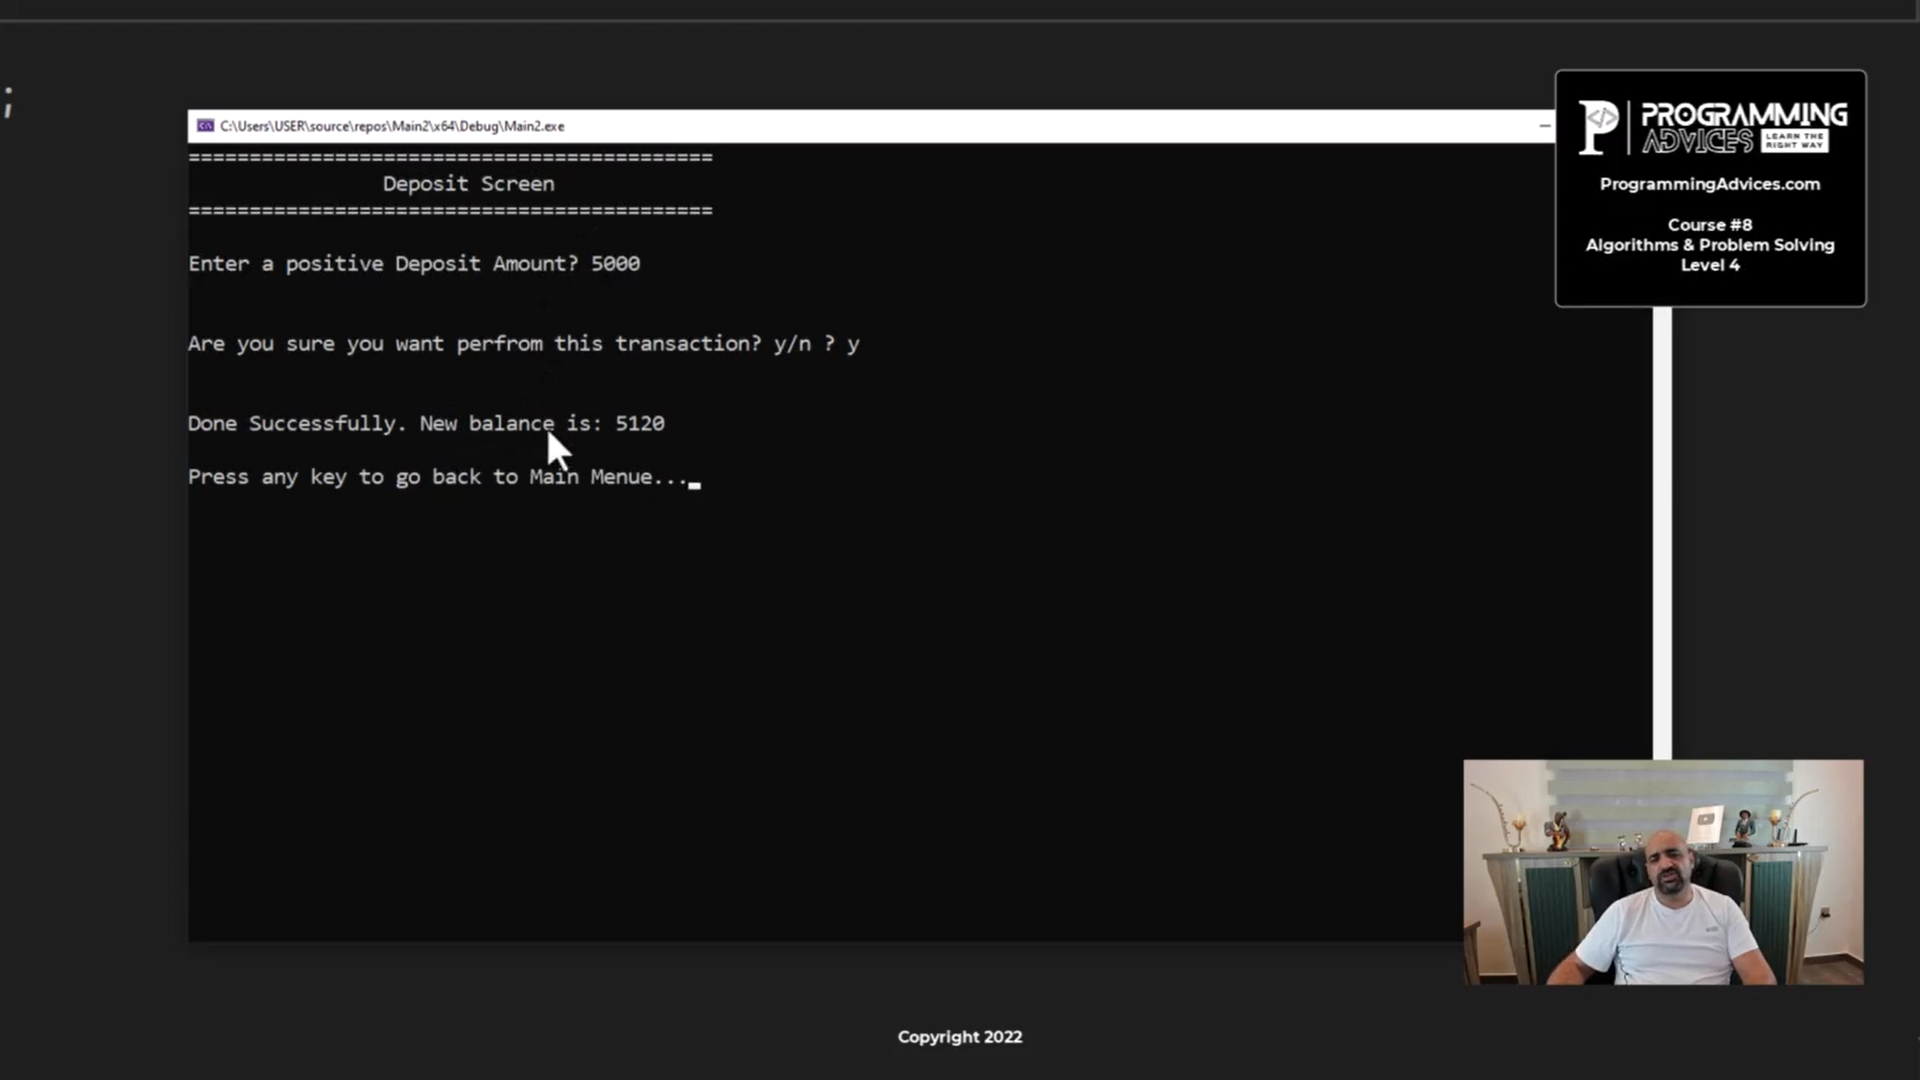 ;
C:\Users\USER\source\repos\Main2\x64\Debug\Main2.exe
===========================================
Deposit Screen
===========================================
Enter a positive Deposit Amount? 5000
Are you sure you want perfrom this transaction? y/n ? y
Done Successfully. New balance is: 5120
Press any key to go back to Main Menue...
PROGRAMMING
ADVICES LEARN THE
RIGHT WAY
ProgrammingAdvices.com
Course #8
Algorithms & Problem Solving
Level 4
Copyright 2022